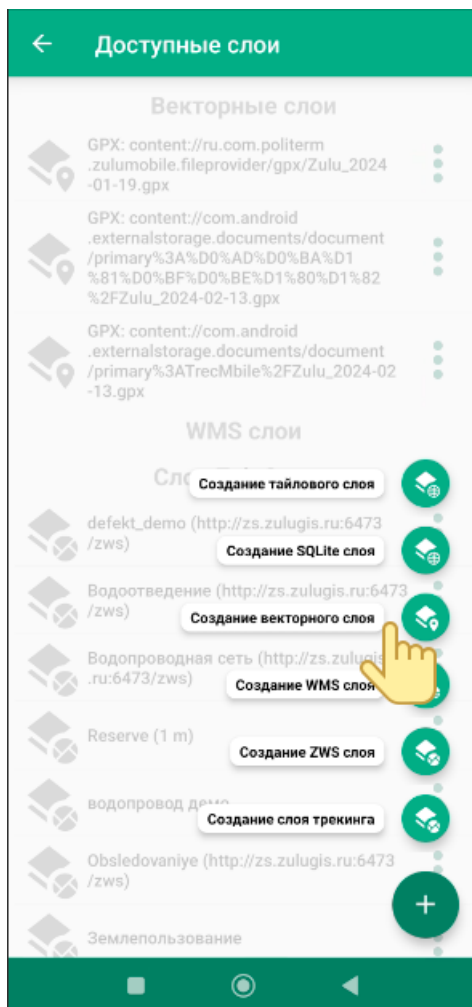 Доступные слои
Векторные слои
GPX: content://ru.com.politerm
.zulumobile.fileprovider/gpx/Zulu_2024
-01-19.gpx
GPX: content://com.android
.externalstorage.documents/document
/primary%3A%D0%AD%D0%BA%D1
%81%D0%BF%D0%BE%D1%80%D1%82
%2FZulu_2024-02-13.gpx
GPX: content://com.android
.externalstorage.documents/document
/primary%3ATrecMbile%2FZulu_2024-02
-13.gpx
WMS слои
Создание тайлового слоя
defekt_demo (http://zs.zulugis.ru:6473
/zws)
Создание SQLite слоя
Водоотведение (http://zs.zulugis.ru:6473
/zws)
Создание векторного слоя
Водопроводная сеть (http://zs.zulugis
.ru:6473/zws)
Создание WMS слоя
Reserve (1 m)
Создание ZWS слоя
водопровод демо
Создание слоя трекинга
Obsledovaniye (http://zs.zulugis.ru:6473
/zws)
Землепользование